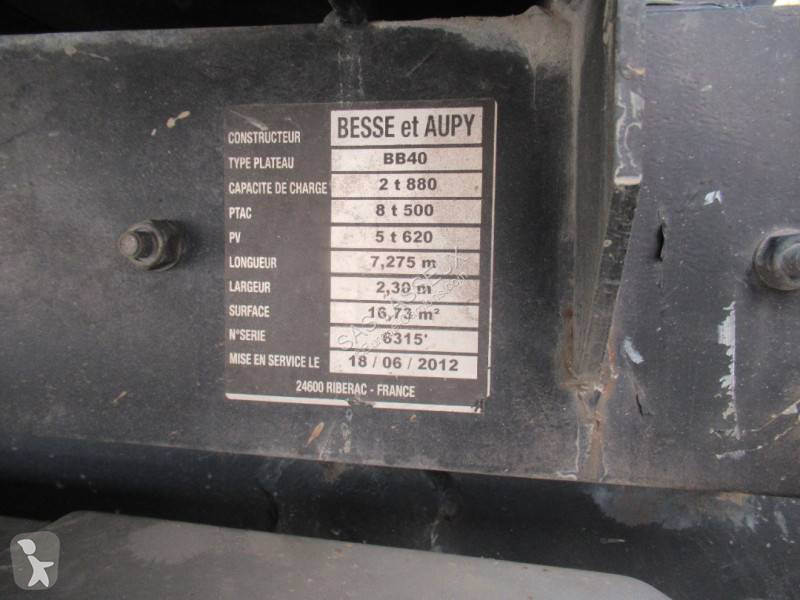 CONSTRUCTEUR BESSE et AUPY
TYPE PLATEAU BB40
CAPACITE DE CHARGE 2 t 880
PTAC 8 t 500
PV 5 t 620
LONGUEUR 7,275 m
LARGEUR 2,30 m
SURFACE 16,73 m²
N°SERIE 6315'
MISE EN SERVICE LE 18 / 06 / 2012
24600 RIBERAC - FRANCE